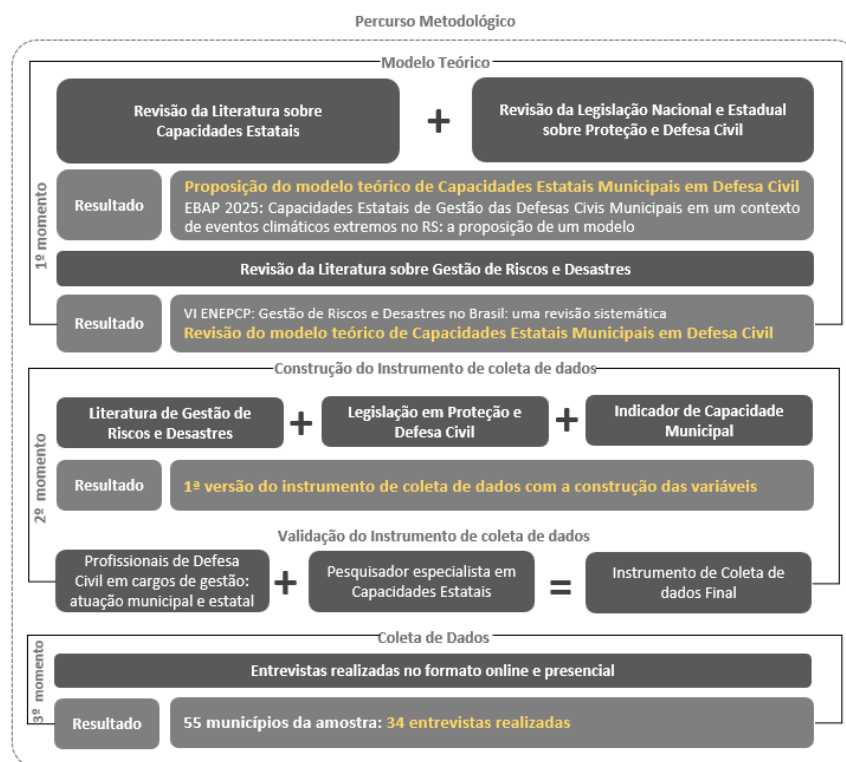 Percurso Metodológico
Modelo Teórico
1º momento
Revisão da Literatura sobre
Capacidades Estatais
+
Revisão da Legislação Nacional e Estadual
sobre Proteção e Defesa Civil
Resultado
Proposição do modelo teórico de Capacidades Estatais Municipais em Defesa Civil
EBAP 2025: Capacidades Estatais de Gestão das Defesas Civis Municipais em um contexto
de eventos climáticos extremos no RS: a proposição de um modelo
Revisão da Literatura sobre Gestão de Riscos e Desastres
Resultado
VI ENEPCP: Gestão de Riscos e Desastres no Brasil: uma revisão sistemática
Revisão do modelo teórico de Capacidades Estatais Municipais em Defesa Civil
Construção do Instrumento de coleta de dados
2º momento
Literatura de Gestão de
Riscos e Desastres
+
Legislação em Proteção e
Defesa Civil
+
Indicador de Capacidade
Municipal
Resultado
1ª versão do instrumento de coleta de dados com a construção das variáveis
Validação do Instrumento de coleta de dados
Profissionais de Defesa
Civil em cargos de gestão:
atuação municipal e estatal
+
Pesquisador especialista em
Capacidades Estatais
=
Instrumento de Coleta de
dados Final
Coleta de Dados
3º momento
Entrevistas realizadas no formato online e presencial
Resultado
55 municípios da amostra: 34 entrevistas realizadas